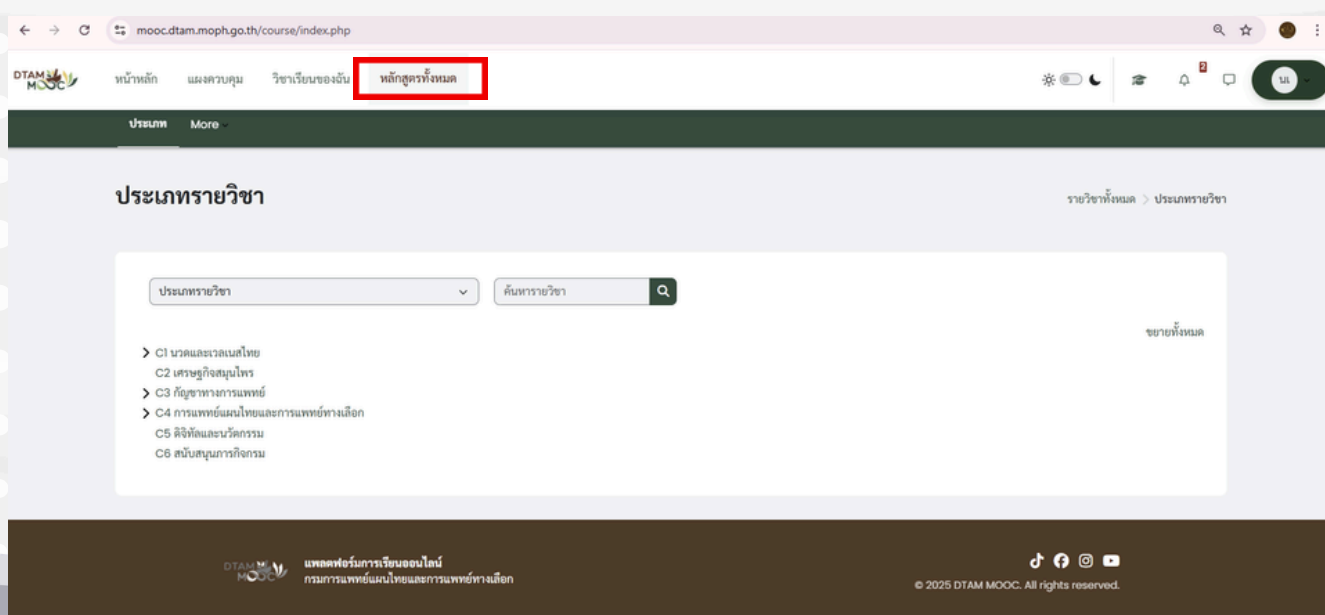 mooc.dtam.moph.go.th/course/index.php
DTAM MOOC หน้าหลัก แผงควบคุม วิชาเรียนของฉัน หลักสูตรทั้งหมด 2 นเ
ประเภท More
ประเภทรายวิชา
รายวิชาทั้งหมด > ประเภทรายวิชา
ประเภทรายวิชา ค้นหารายวิชา
ขยายทั้งหมด
C1 นวดและเวลเนสไทย
C2 เศรษฐกิจสมุนไพร
C3 กัญชาทางการแพทย์
C4 การแพทย์แผนไทยและการแพทย์ทางเลือก
C5 ดิจิทัลและนวัตกรรม
C6 สนับสนุนภารกิจกรม
DTAM MOOC
แพลตฟอร์มการเรียนออนไลน์
กรมการแพทย์แผนไทยและการแพทย์ทางเลือก
© 2025 DTAM MOOC. All rights reserved.